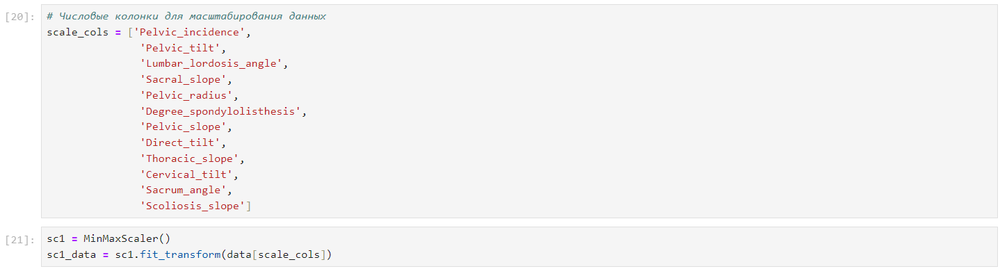 [20]: # Числовые колонки для масштабирования данных
scale_cols = ['Pelvic_incidence',
'Pelvic_tilt',
'Lumbar_lordosis_angle',
'Sacral_slope',
'Pelvic_radius',
'Degree_spondylolisthesis',
'Pelvic_slope',
'Direct_tilt',
'Thoracic_slope',
'Cervical_tilt',
'Sacrum_angle',
'Scoliosis_slope']
[21]: sc1 = MinMaxScaler()
sc1_data = sc1.fit_transform(data[scale_cols])